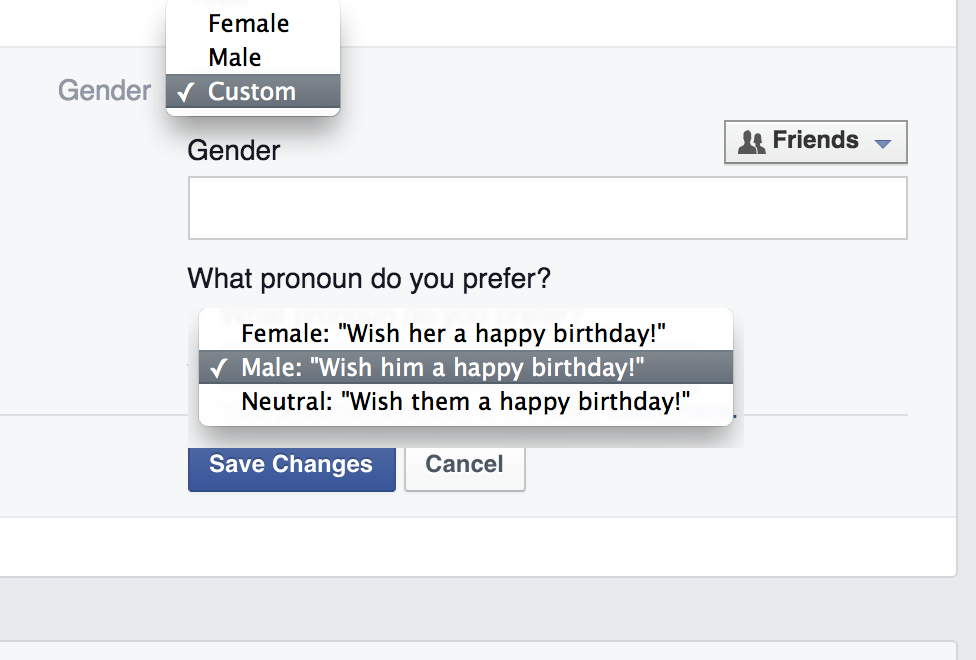 Female
Male
Gender ✓ Custom
Gender
Friends
What pronoun do you prefer?
Female: "Wish her a happy birthday!"
✓ Male: "Wish him a happy birthday!"
Neutral: "Wish them a happy birthday!"
Save Changes
Cancel